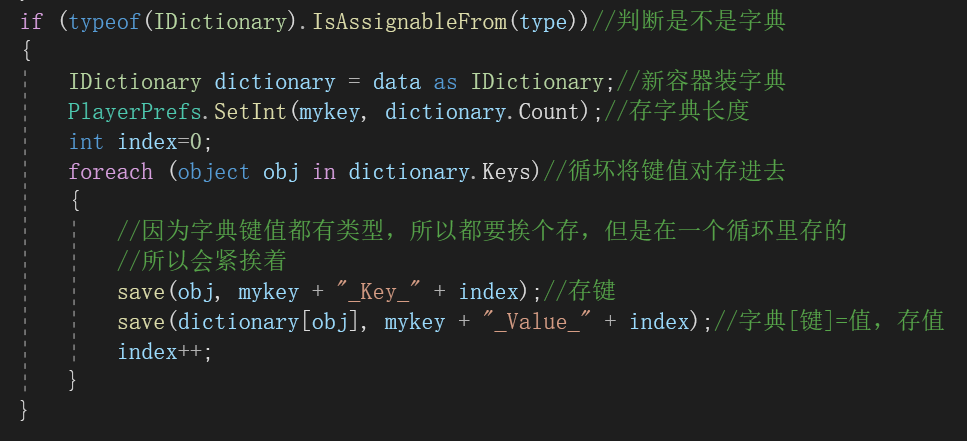 if (typeof(IDictionary).IsAssignableFrom(type))//判断是不是字典
{
    IDictionary dictionary = data as IDictionary;//新容器装字典
    PlayerPrefs.SetInt(mykey, dictionary.Count);//存字典长度
    int index=0;
    foreach (object obj in dictionary.Keys)//循坏将键值对存进去
    {
        //因为字典键值都有类型，所以都要挨个存，但是在一个循环里存的
        //所以会紧挨着
        save(obj, mykey + "_Key_" + index);//存键
        save(dictionary[obj], mykey + "_Value_" + index);//字典[键]=值，存值
        index++;
    }
}